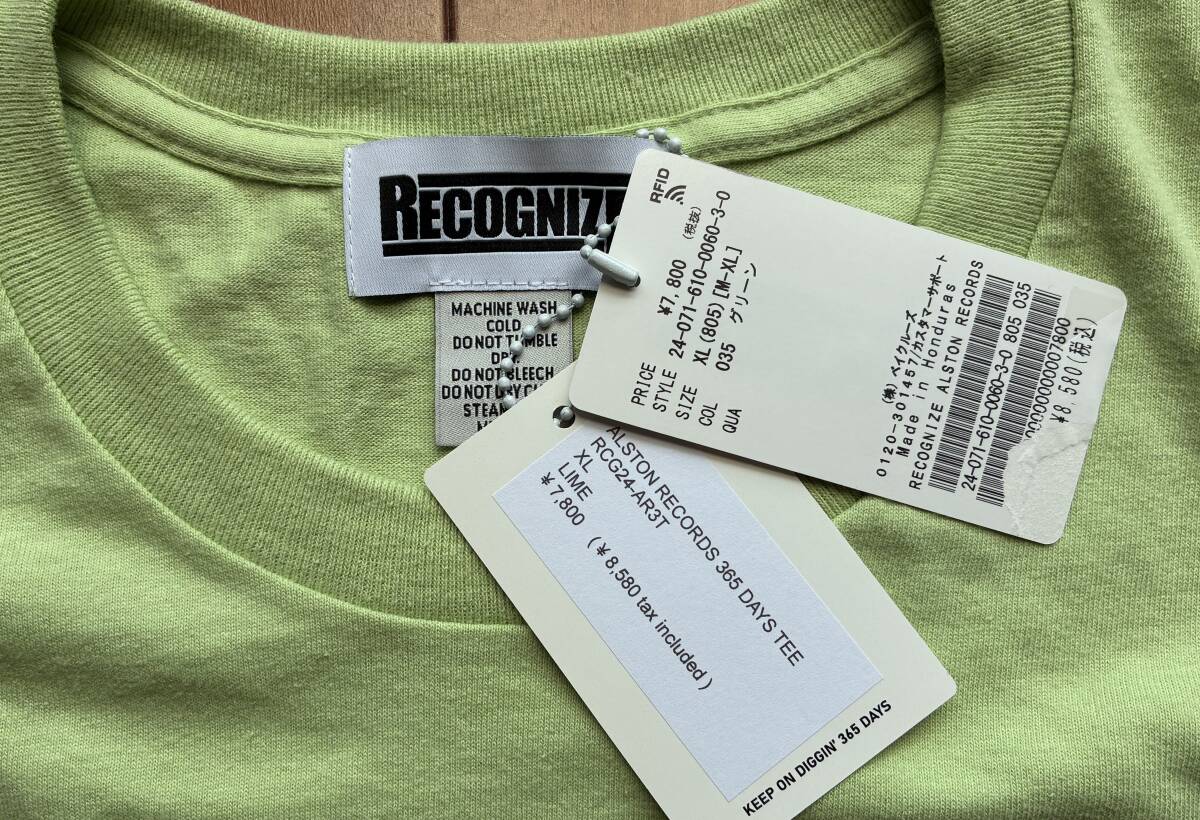 RECOGNIZE
MACHINE WASH
COLD
DO NOT TUMBLE
DO NOT BLEECH
DO NOT
STEAM
RFID
PRICE ¥7,800 (税抜)
STYLE 24-071-610-0060-3-0
SIZE XL(805)[M-XL]
COL 035 グリーン
QUA
(株)ベイクルーズ
0120-301457/カスタマーサポート
Made in Honduras
RECOGNIZE ALSTON RECORDS
24-071-610-0060-3-0 805 035
0000000000007800
¥8,580(税込)
ALSTON RECORDS 365 DAYS TEE
RCG24-AR3T
XL
LIME
¥7,800 (¥8,580 tax included)
KEEP ON DIGGIN' 365 DAYS